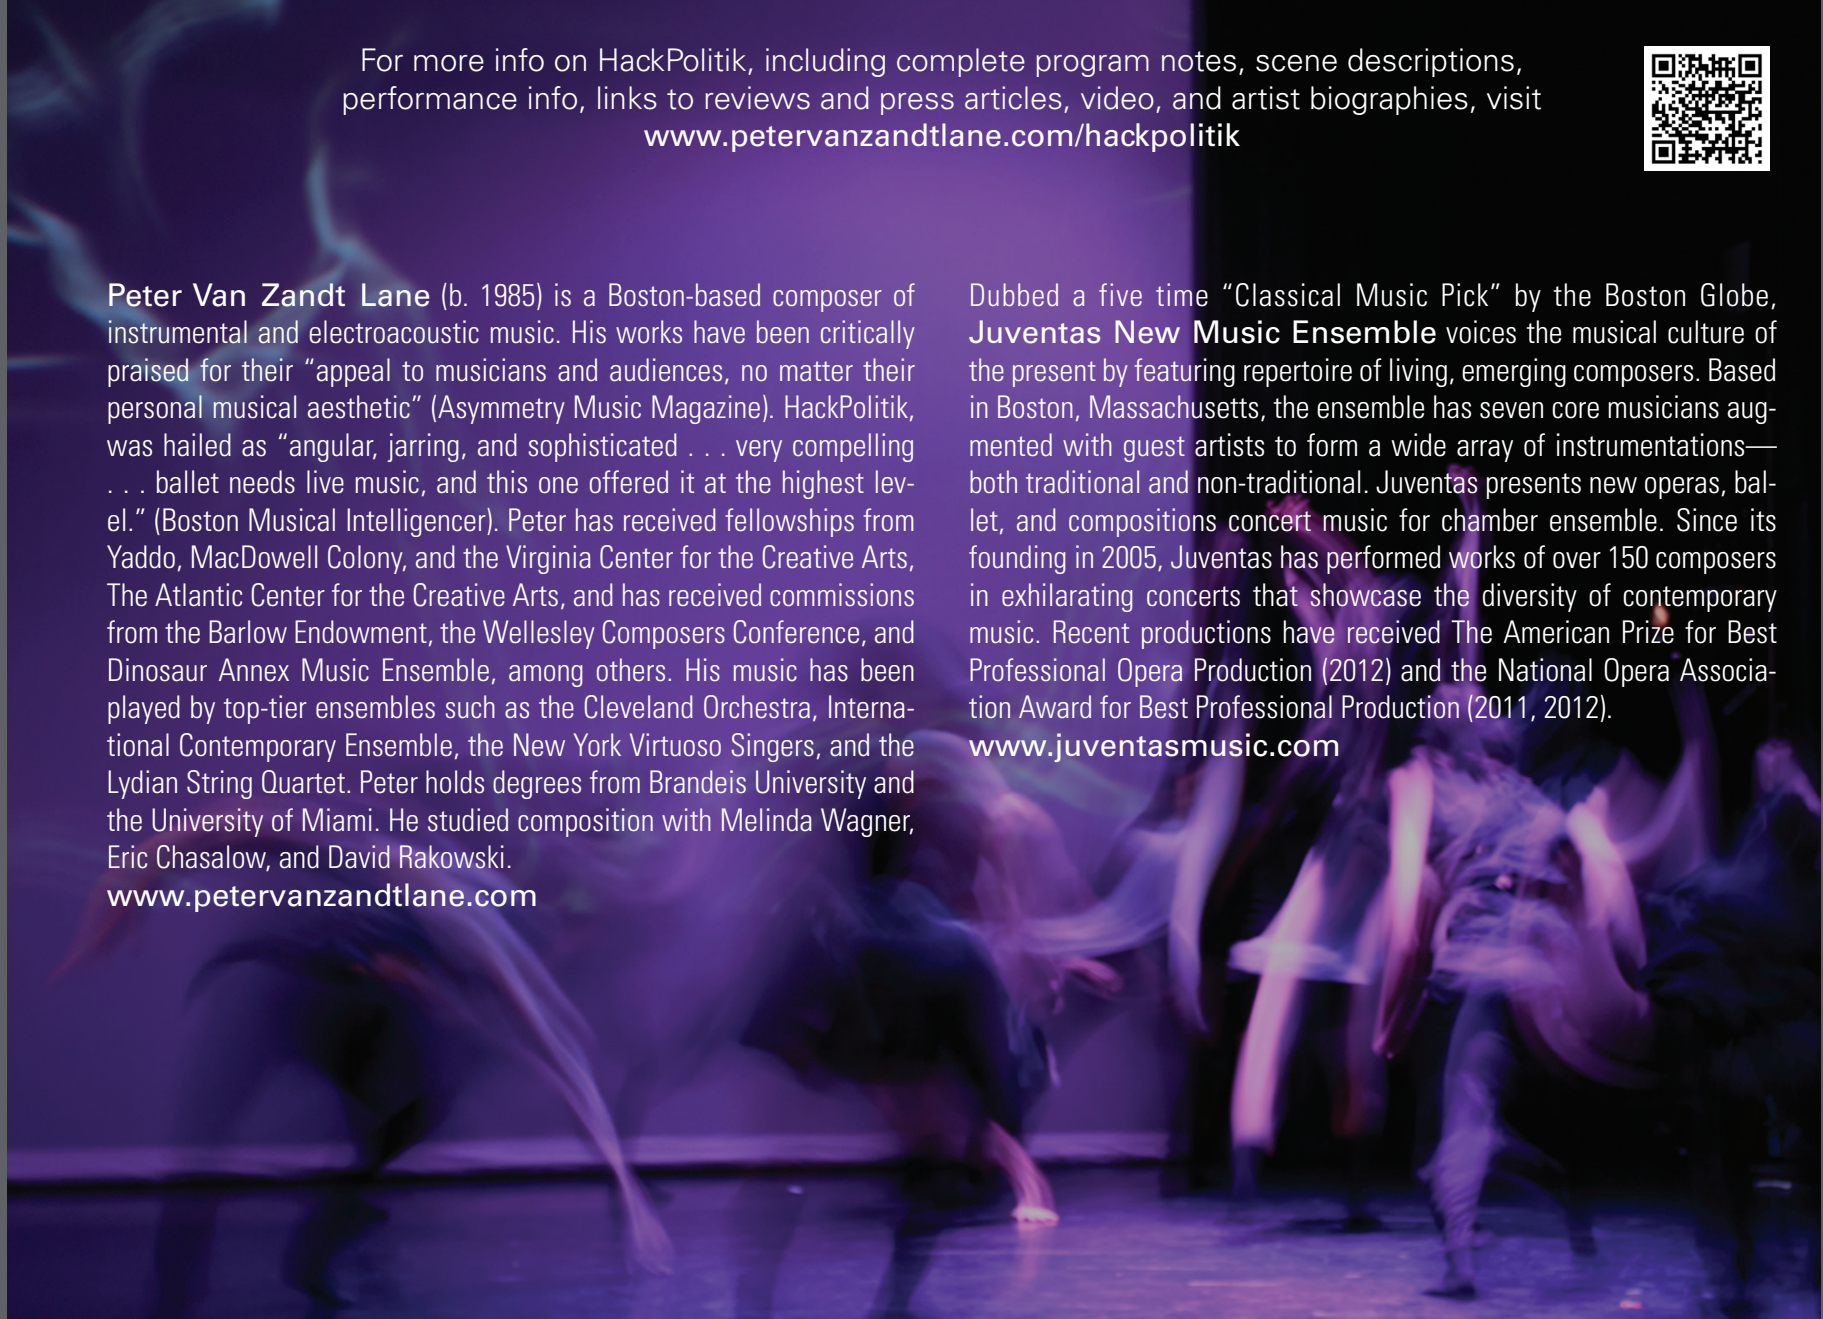 For more info on HackPolitik, including complete program notes, scene descriptions,
performance info, links to reviews and press articles, video, and artist biographies, visit
www.petervanzandtlane.com/hackpolitik
Peter Van Zandt Lane (b. 1985) is a Boston-based composer of
instrumental and electroacoustic music. His works have been critically
praised for their “appeal to musicians and audiences, no matter their
personal musical aesthetic” (Asymmetry Music Magazine). HackPolitik,
was hailed as “angular, jarring, and sophisticated . . . very compelling
. . . ballet needs live music, and this one offered it at the highest lev-
el.” (Boston Musical Intelligencer). Peter has received fellowships from
Yaddo, MacDowell Colony, and the Virginia Center for the Creative Arts,
The Atlantic Center for the Creative Arts, and has received commissions
from the Barlow Endowment, the Wellesley Composers Conference, and
Dinosaur Annex Music Ensemble, among others. His music has been
played by top-tier ensembles such as the Cleveland Orchestra, Interna-
tional Contemporary Ensemble, the New York Virtuoso Singers, and the
Lydian String Quartet. Peter holds degrees from Brandeis University and
the University of Miami. He studied composition with Melinda Wagner,
Eric Chasalow, and David Rakowski.
www.petervanzandtlane.com
Dubbed a five time “Classical Music Pick” by the Boston Globe,
Juventas New Music Ensemble voices the musical culture of
the present by featuring repertoire of living, emerging composers. Based
in Boston, Massachusetts, the ensemble has seven core musicians aug-
mented with guest artists to form a wide array of instrumentations—
both traditional and non-traditional. Juventas presents new operas, bal-
let, and compositions concert music for chamber ensemble. Since its
founding in 2005, Juventas has performed works of over 150 composers
in exhilarating concerts that showcase the diversity of contemporary
music. Recent productions have received The American Prize for Best
Professional Opera Production (2012) and the National Opera Associa-
tion Award for Best Professional Production (2011, 2012).
www.juventasmusic.com